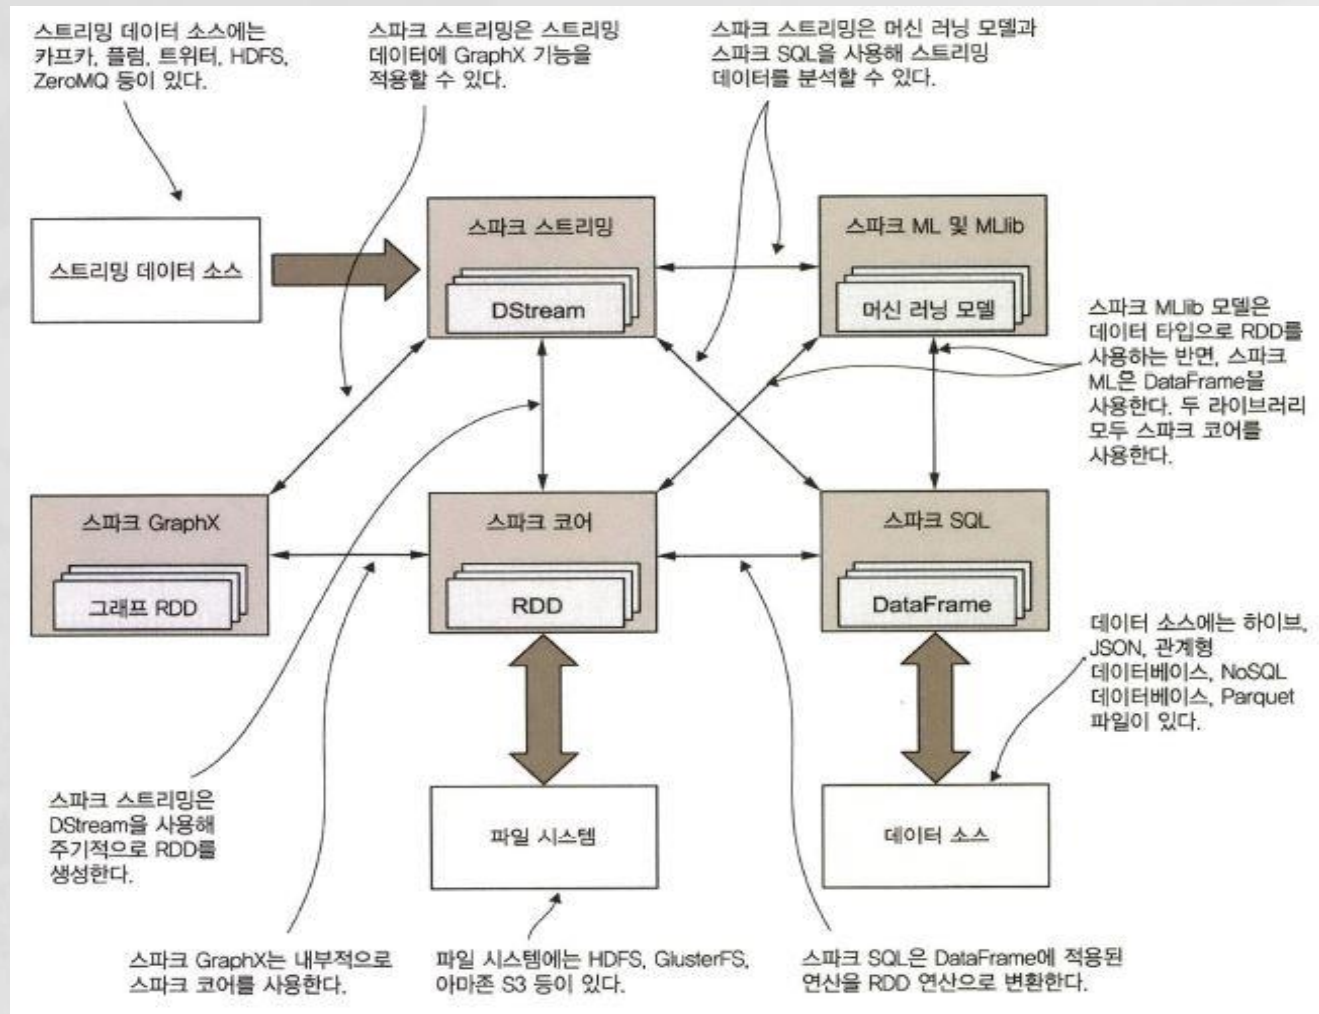 스트리밍 데이터 소스에는
카프카, 플럼, 트위터, HDFS,
ZeroMQ 등이 있다.
스파크 스트리밍은 스트리밍
데이터에 GraphX 기능을
적용할 수 있다.
스파크 스트리밍은 머신 러닝 모델과
스파크 SQL을 사용해 스트리밍
데이터를 분석할 수 있다.
스트리밍 데이터 소스
스파크 스트리밍
DStream
스파크 ML 및 MLlib
머신 러닝 모델
스파크 MLlib 모델은
데이터 타입으로 RDD를
사용하는 반면, 스파크
ML은 DataFrame을
사용한다. 두 라이브러리
모두 스파크 코어를
사용한다.
스파크 GraphX
그래프 RDD
스파크 코어
RDD
스파크 SQL
DataFrame
데이터 소스에는 하이브,
JSON, 관계형
데이터베이스, NoSQL
데이터베이스, Parquet
파일이 있다.
스파크 스트리밍은
DStream을 사용해
주기적으로 RDD를
생성한다.
파일 시스템
데이터 소스
스파크 GraphX는 내부적으로
스파크 코어를 사용한다.
파일 시스템에는 HDFS, GlusterFS,
아마존 S3 등이 있다.
스파크 SQL은 DataFrame에 적용된
연산을 RDD 연산으로 변환한다.